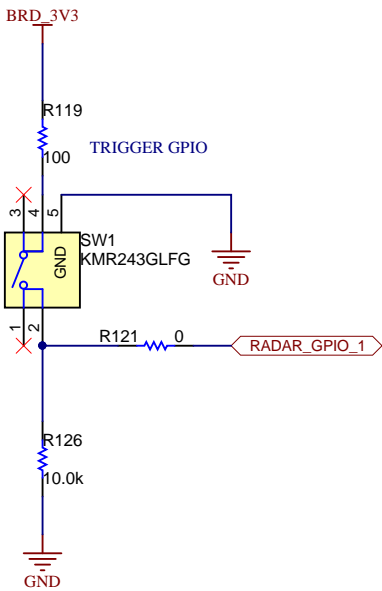 BRD_3V3
R119
100
TRIGGER GPIO
3
4
5
SW1
KMR243GLFG
GND
GND
1
2
R121
0
RADAR_GPIO_1
R126
10.0k
GND